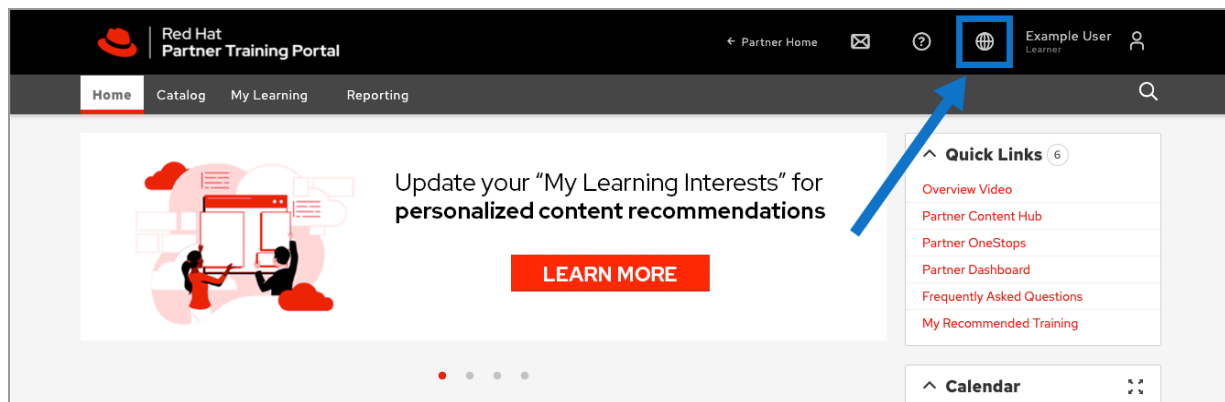 Red Hat
Partner Training Portal
← Partner Home
Example User
Learner
Home Catalog My Learning Reporting
Update your “My Learning Interests” for
personalized content recommendations
LEARN MORE
Quick Links 6
Overview Video
Partner Content Hub
Partner OneStops
Partner Dashboard
Frequently Asked Questions
My Recommended Training
Calendar